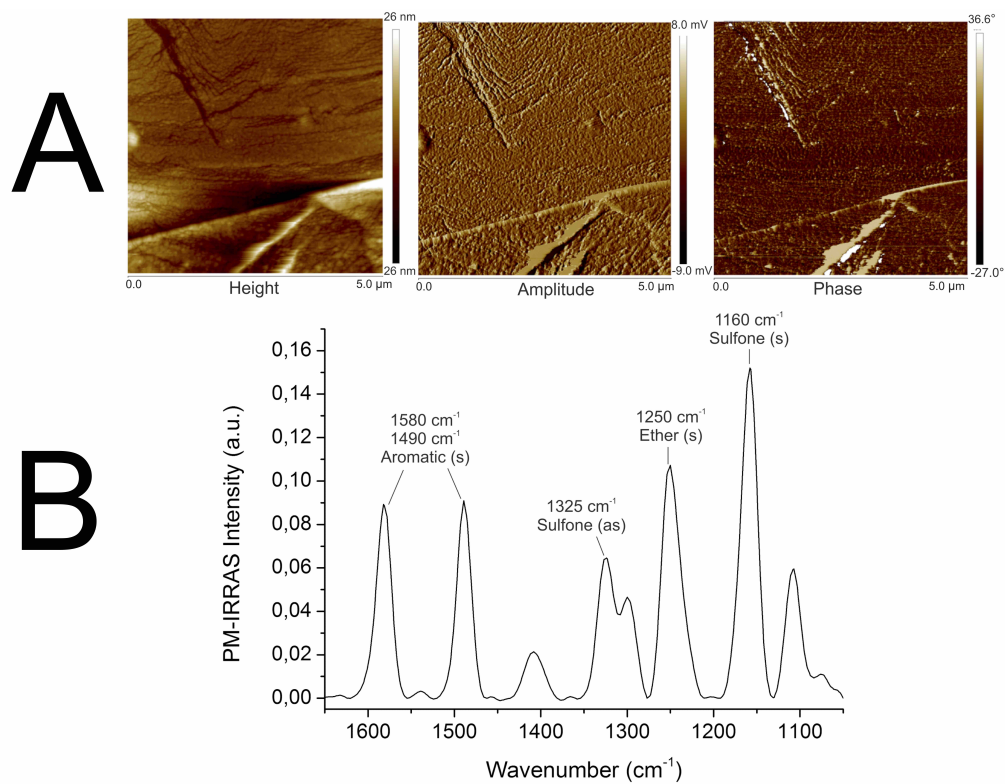 A
26 nm
26 nm
0.0
Height
5.0 µm
8.0 mV
-9.0 mV
0.0
Amplitude
5.0 µm
36.6°
-27.0°
0.0
Phase
5.0 µm
B
PM-IRRAS Intensity (a.u.)
0,16
0,14
0,12
0,10
0,08
0,06
0,04
0,02
0,00
1580 cm⁻¹
1490 cm⁻¹
Aromatic (s)
1325 cm⁻¹
Sulfone (as)
1250 cm⁻¹
Ether (s)
1160 cm⁻¹
Sulfone (s)
1600 1500 1400 1300 1200 1100
Wavenumber (cm⁻¹)